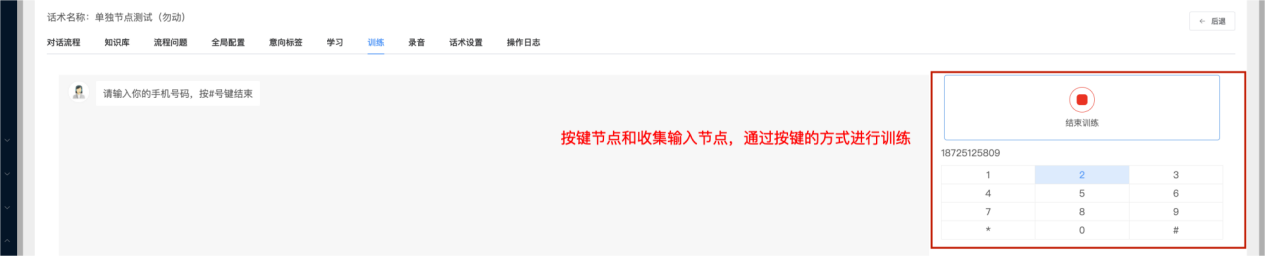 话术名称：单独节点测试（勿动）
← 后退
对话流程 知识库 流程问题 全局配置 意向标签 学习 训练 录音 话术设置 操作日志
请输入你的手机号码，按#号键结束
结束训练
按键节点和收集输入节点，通过按键的方式进行训练
18725125809
1 2 3
4 5 6
7 8 9
* 0 #